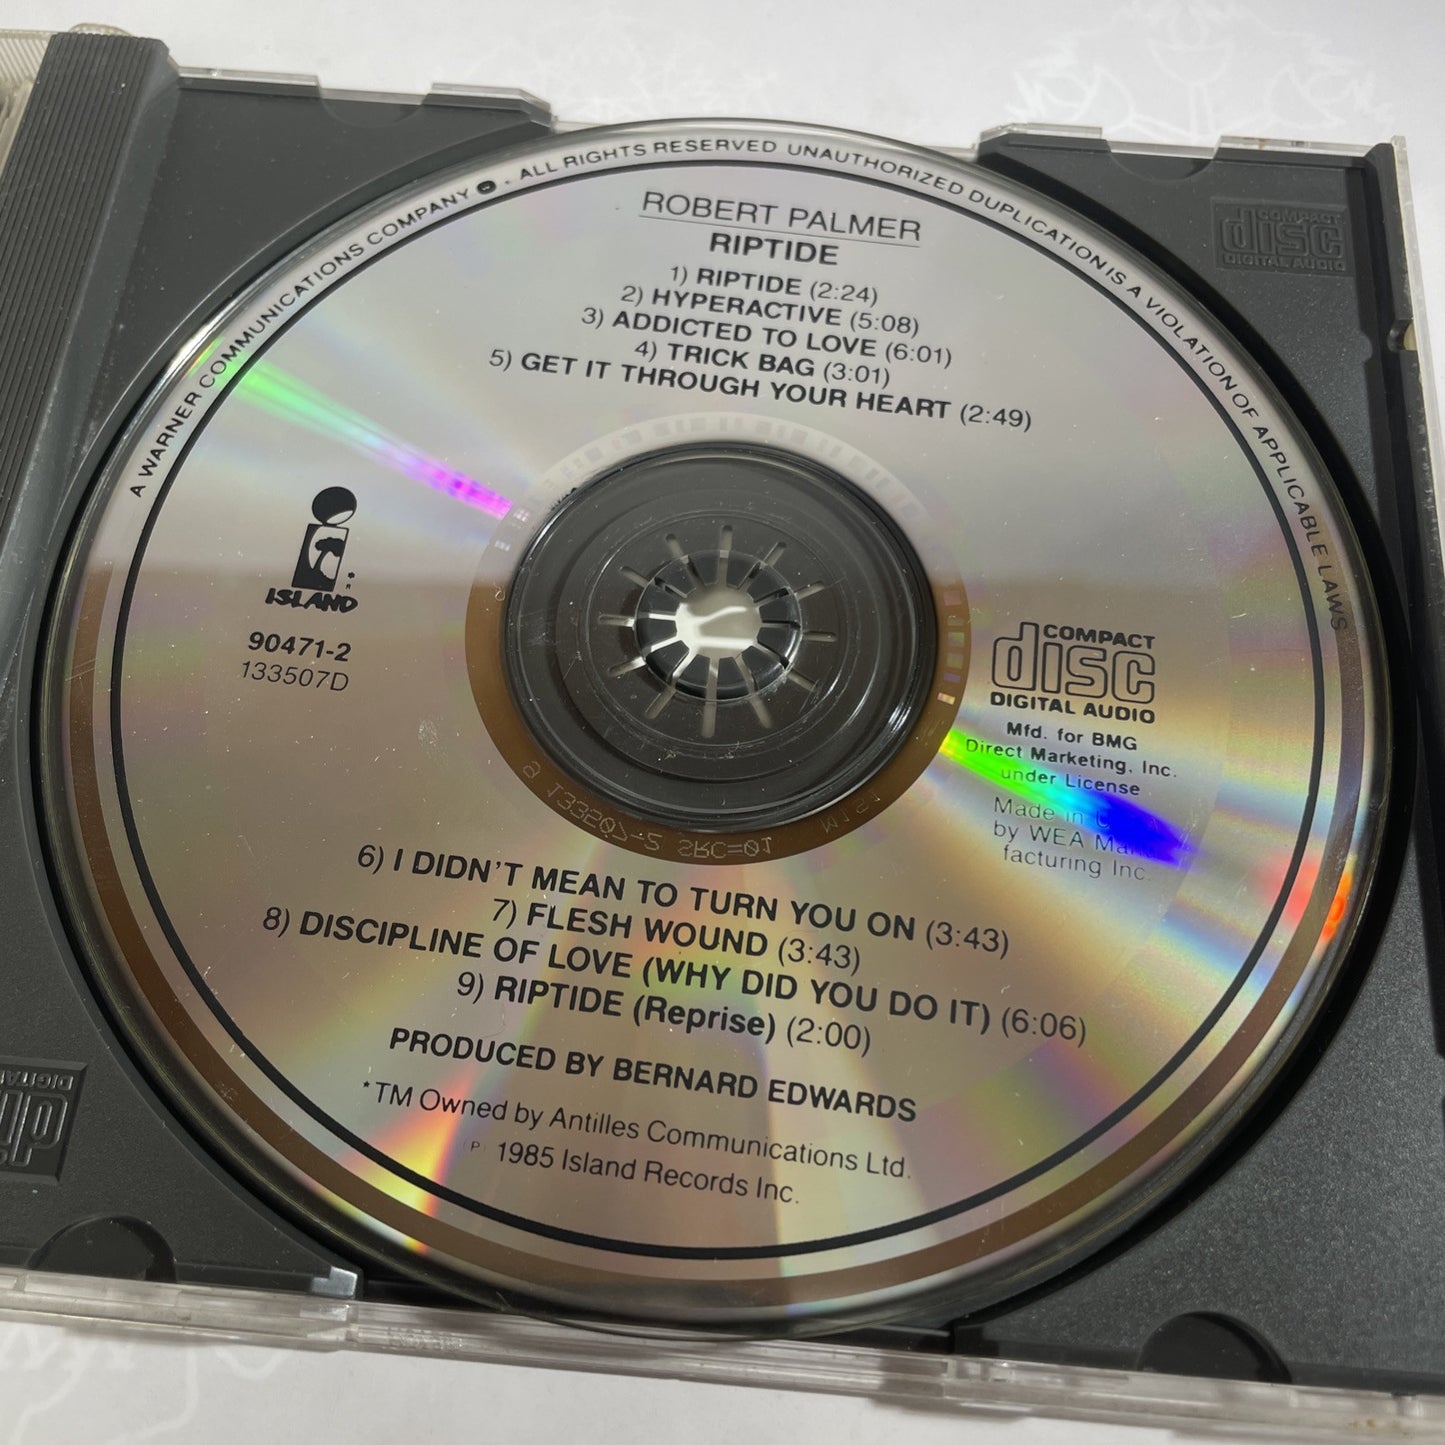 A WARNER COMMUNICATIONS COMPANY . ALL RIGHTS RESERVED UNAUTHORIZED DUPLICATION IS A VIOLATION OF APPLICABLE LAWS
ROBERT PALMER
RIPTIDE
1) RIPTIDE (2:24)
2) HYPERACTIVE (5:08)
3) ADDICTED TO LOVE (6:01)
4) TRICK BAG (3:01)
5) GET IT THROUGH YOUR HEART (2:49)
ISLAND
90471-2
133507D
COMPACT
disc
DIGITAL AUDIO
Mfd. for BMG
Direct Marketing, Inc.
under License
Made in
by WEA
facturing Inc.
133507-2 SRC=01
6) I DIDN'T MEAN TO TURN YOU ON (3:43)
7) FLESH WOUND (3:43)
8) DISCIPLINE OF LOVE (WHY DID YOU DO IT) (6:06)
9) RIPTIDE (Reprise) (2:00)
PRODUCED BY BERNARD EDWARDS
*TM Owned by Antilles Communications Ltd.
(P) 1985 Island Records Inc.
COMPACT
disc
DIGITAL AUDIO